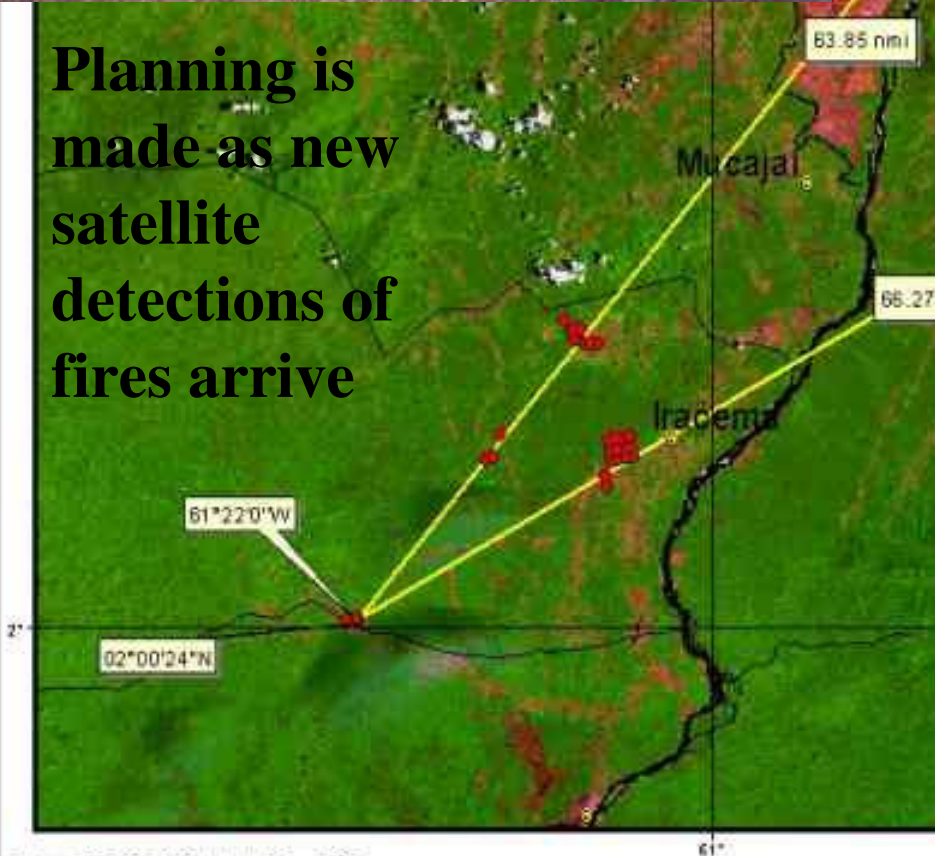 Planning is
made as new
satellite
detections of
fires arrive
63.85 nmi
Mucajaí
66.27
Iracema
61°22'0"W
2°
02°00'24"N
61°